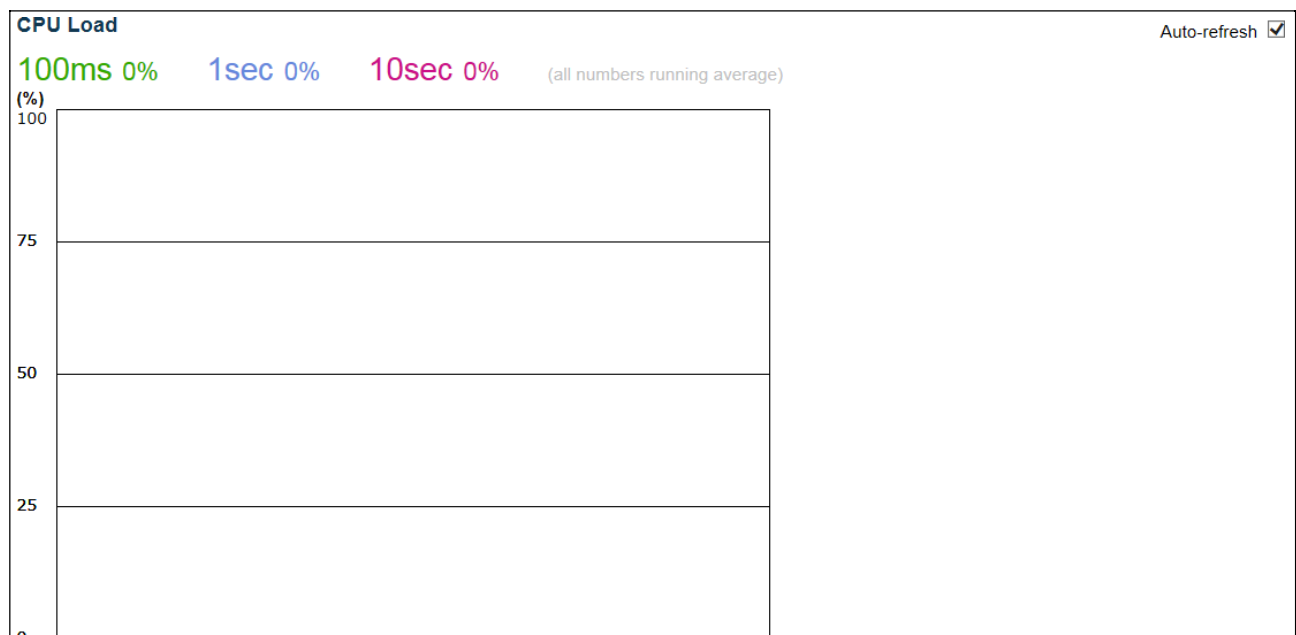 CPU Load
Auto-refresh
100ms 0% 1sec 0% 10sec 0% (all numbers running average)
(%)
100
75
50
25